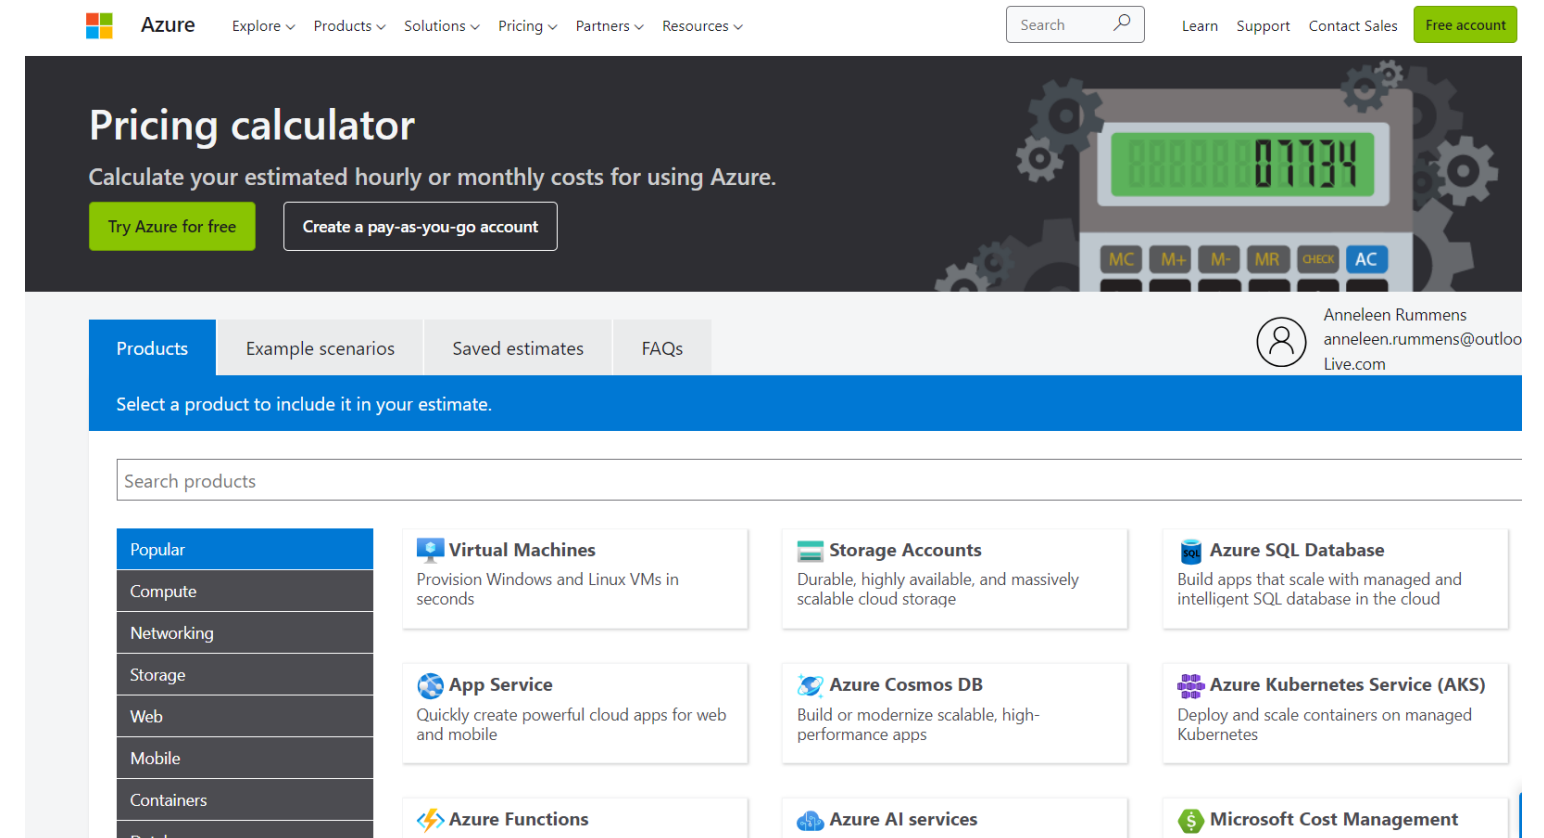 Azure
Explore
Products
Solutions
Pricing
Partners
Resources
Search
Learn
Support
Contact Sales
Free account
Pricing calculator
Calculate your estimated hourly or monthly costs for using Azure.
Try Azure for free
Create a pay-as-you-go account
07734
MC M+ M- MR CHECK AC
Products
Example scenarios
Saved estimates
FAQs
Anneleen Rummens
anneleen.rummens@outloo
Live.com
Select a product to include it in your estimate.
Search products
Popular
Compute
Networking
Storage
Web
Mobile
Containers
Virtual Machines
Provision Windows and Linux VMs in
seconds
Storage Accounts
Durable, highly available, and massively
scalable cloud storage
SQL
Azure SQL Database
Build apps that scale with managed and
intelligent SQL database in the cloud
App Service
Quickly create powerful cloud apps for web
and mobile
Azure Cosmos DB
Build or modernize scalable, high-
performance apps
Azure Kubernetes Service (AKS)
Deploy and scale containers on managed
Kubernetes
Azure Functions
Azure AI services
$
Microsoft Cost Management